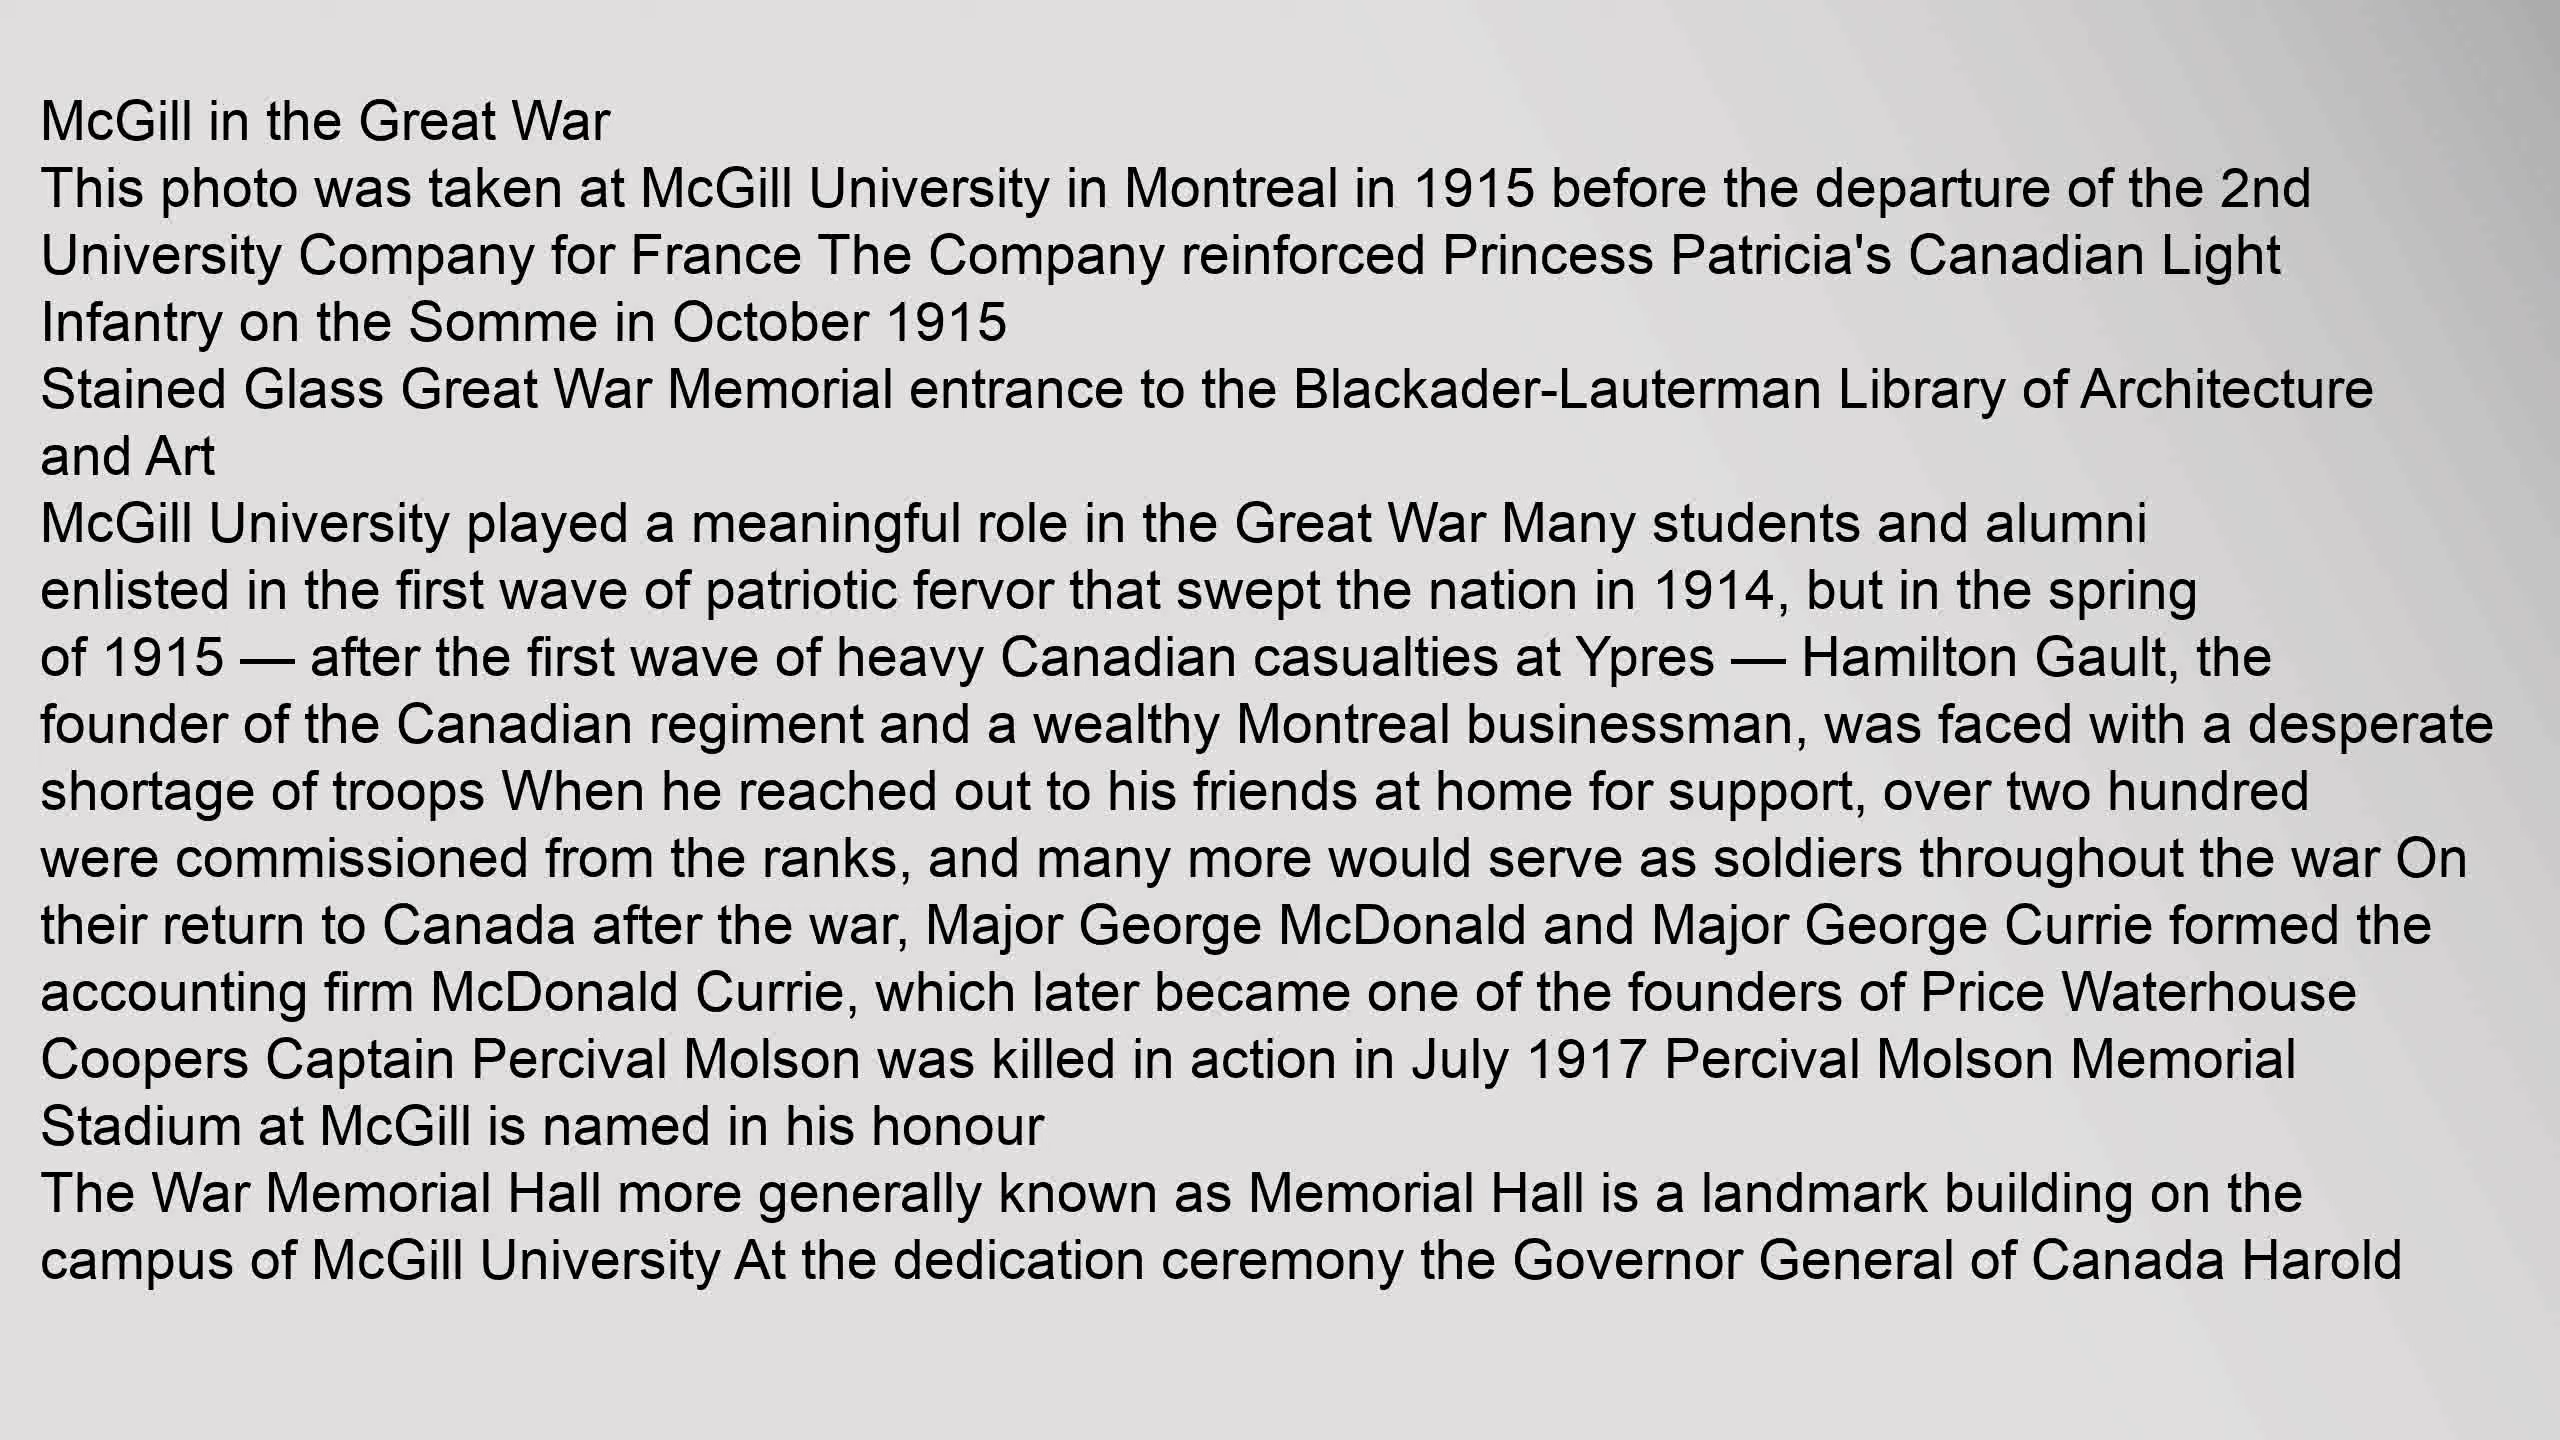 McGill in the Great War
This photo was taken at McGill University in Montreal in 1915 before the departure of the 2nd
University Company for France The Company reinforced Princess Patricia's Canadian Light
Infantry on the Somme in October 1915
Stained Glass Great War Memorial entrance to the Blackader-Lauterman Library of Architecture
and Art
McGill University played a meaningful role in the Great War Many students and alumni
enlisted in the first wave of patriotic fervor that swept the nation in 1914, but in the spring
of 1915 — after the first wave of heavy Canadian casualties at Ypres — Hamilton Gault, the
founder of the Canadian regiment and a wealthy Montreal businessman, was faced with a desperate
shortage of troops When he reached out to his friends at home for support, over two hundred
were commissioned from the ranks, and many more would serve as soldiers throughout the war On
their return to Canada after the war, Major George McDonald and Major George Currie formed the
accounting firm McDonald Currie, which later became one of the founders of Price Waterhouse
Coopers Captain Percival Molson was killed in action in July 1917 Percival Molson Memorial
Stadium at McGill is named in his honour
The War Memorial Hall more generally known as Memorial Hall is a landmark building on the
campus of McGill University At the dedication ceremony the Governor General of Canada Harold